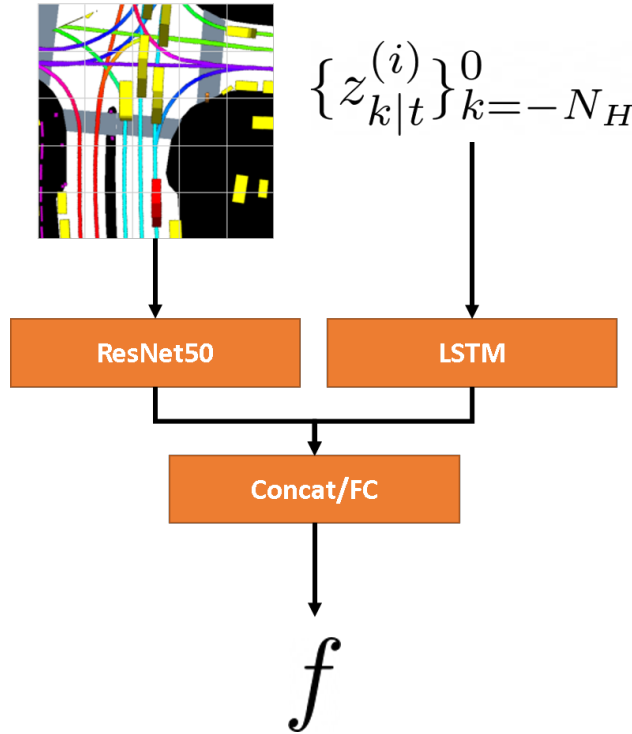 $\{z_{k|t}^{(i)}\}_{k=-N_H}^{0}$
ResNet50
LSTM
Concat/FC
$f$